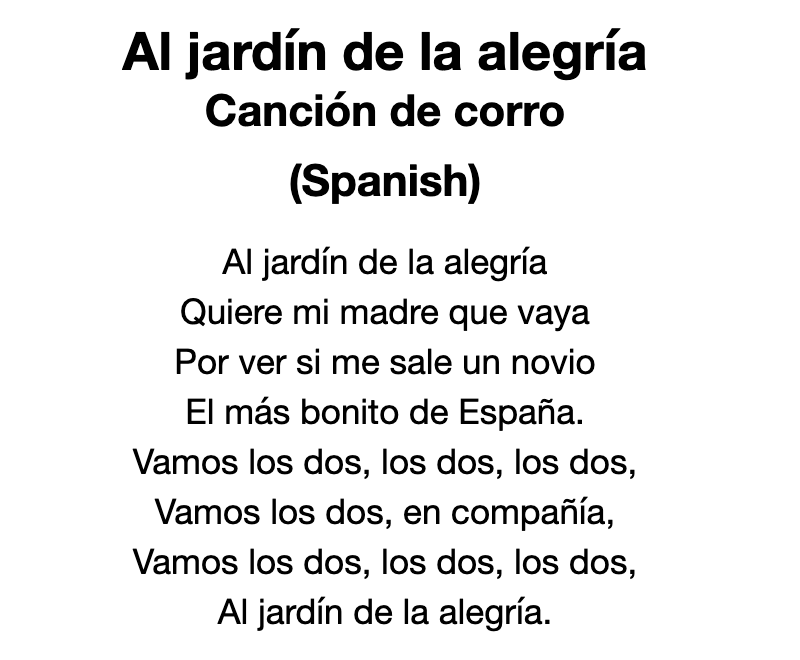 Al jardín de la alegría
Canción de corro
(Spanish)
Al jardín de la alegría
Quiere mi madre que vaya
Por ver si me sale un novio
El más bonito de España.
Vamos los dos, los dos, los dos,
Vamos los dos, en compañía,
Vamos los dos, los dos, los dos,
Al jardín de la alegría.